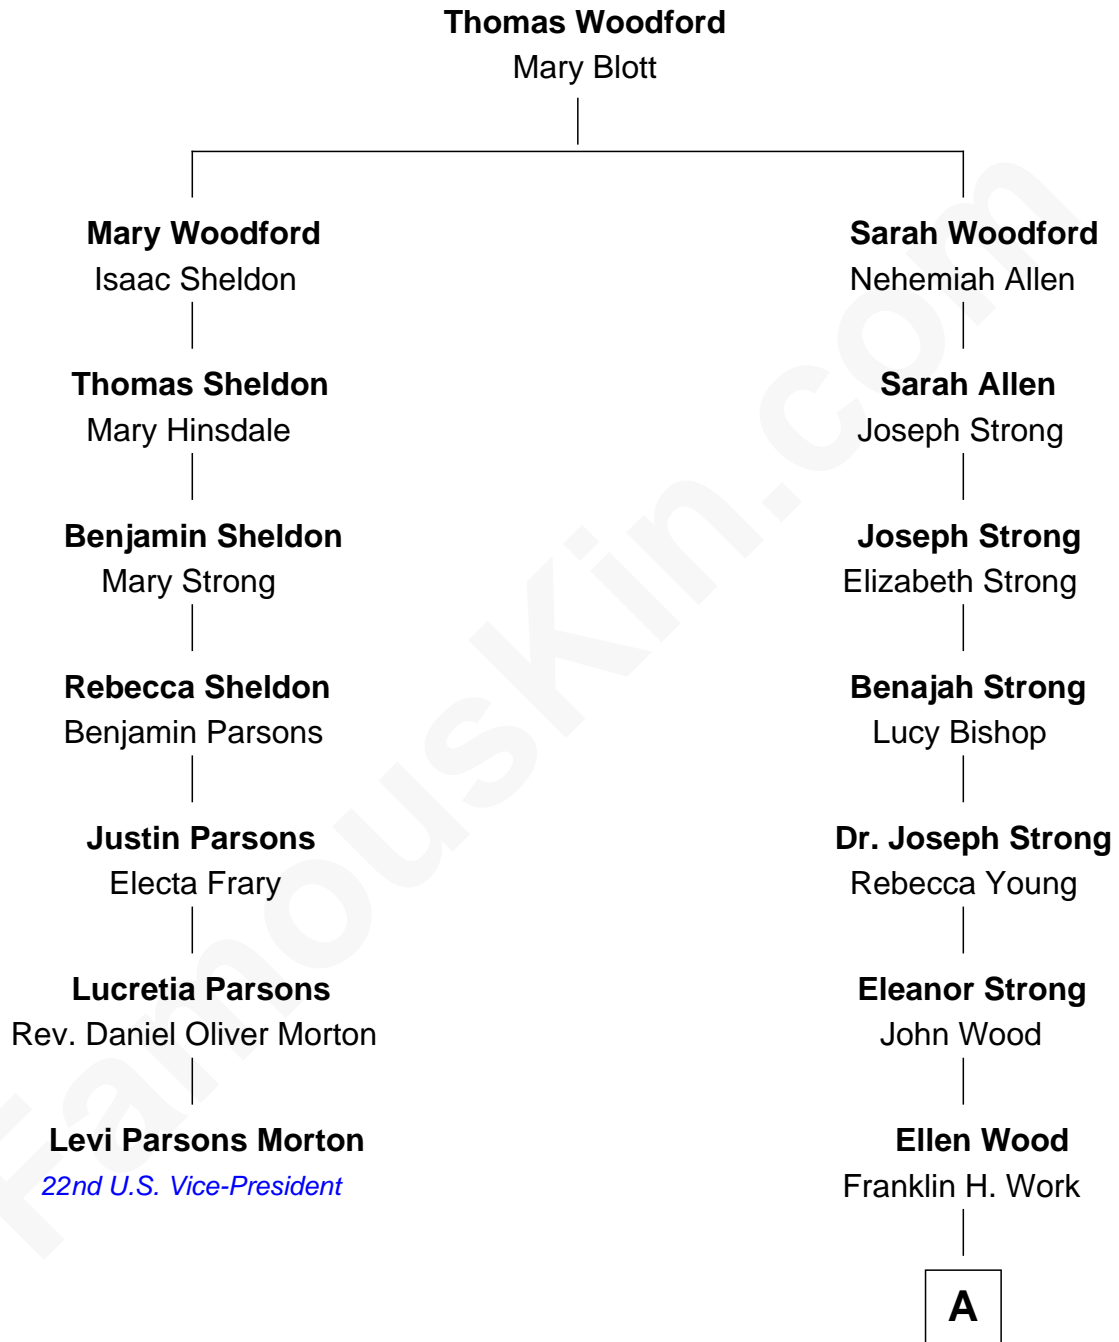 Thomas Woodford
Mary Blott
Mary Woodford
Isaac Sheldon
Thomas Sheldon
Mary Hinsdale
Benjamin Sheldon
Mary Strong
Rebecca Sheldon
Benjamin Parsons
Justin Parsons
Electa Frary
Lucretia Parsons
Rev. Daniel Oliver Morton
Levi Parsons Morton
22nd U.S. Vice-President
Sarah Woodford
Nehemiah Allen
Sarah Allen
Joseph Strong
Joseph Strong
Elizabeth Strong
Benajah Strong
Lucy Bishop
Dr. Joseph Strong
Rebecca Young
Eleanor Strong
John Wood
Ellen Wood
Franklin H. Work
A
FamousKin.com